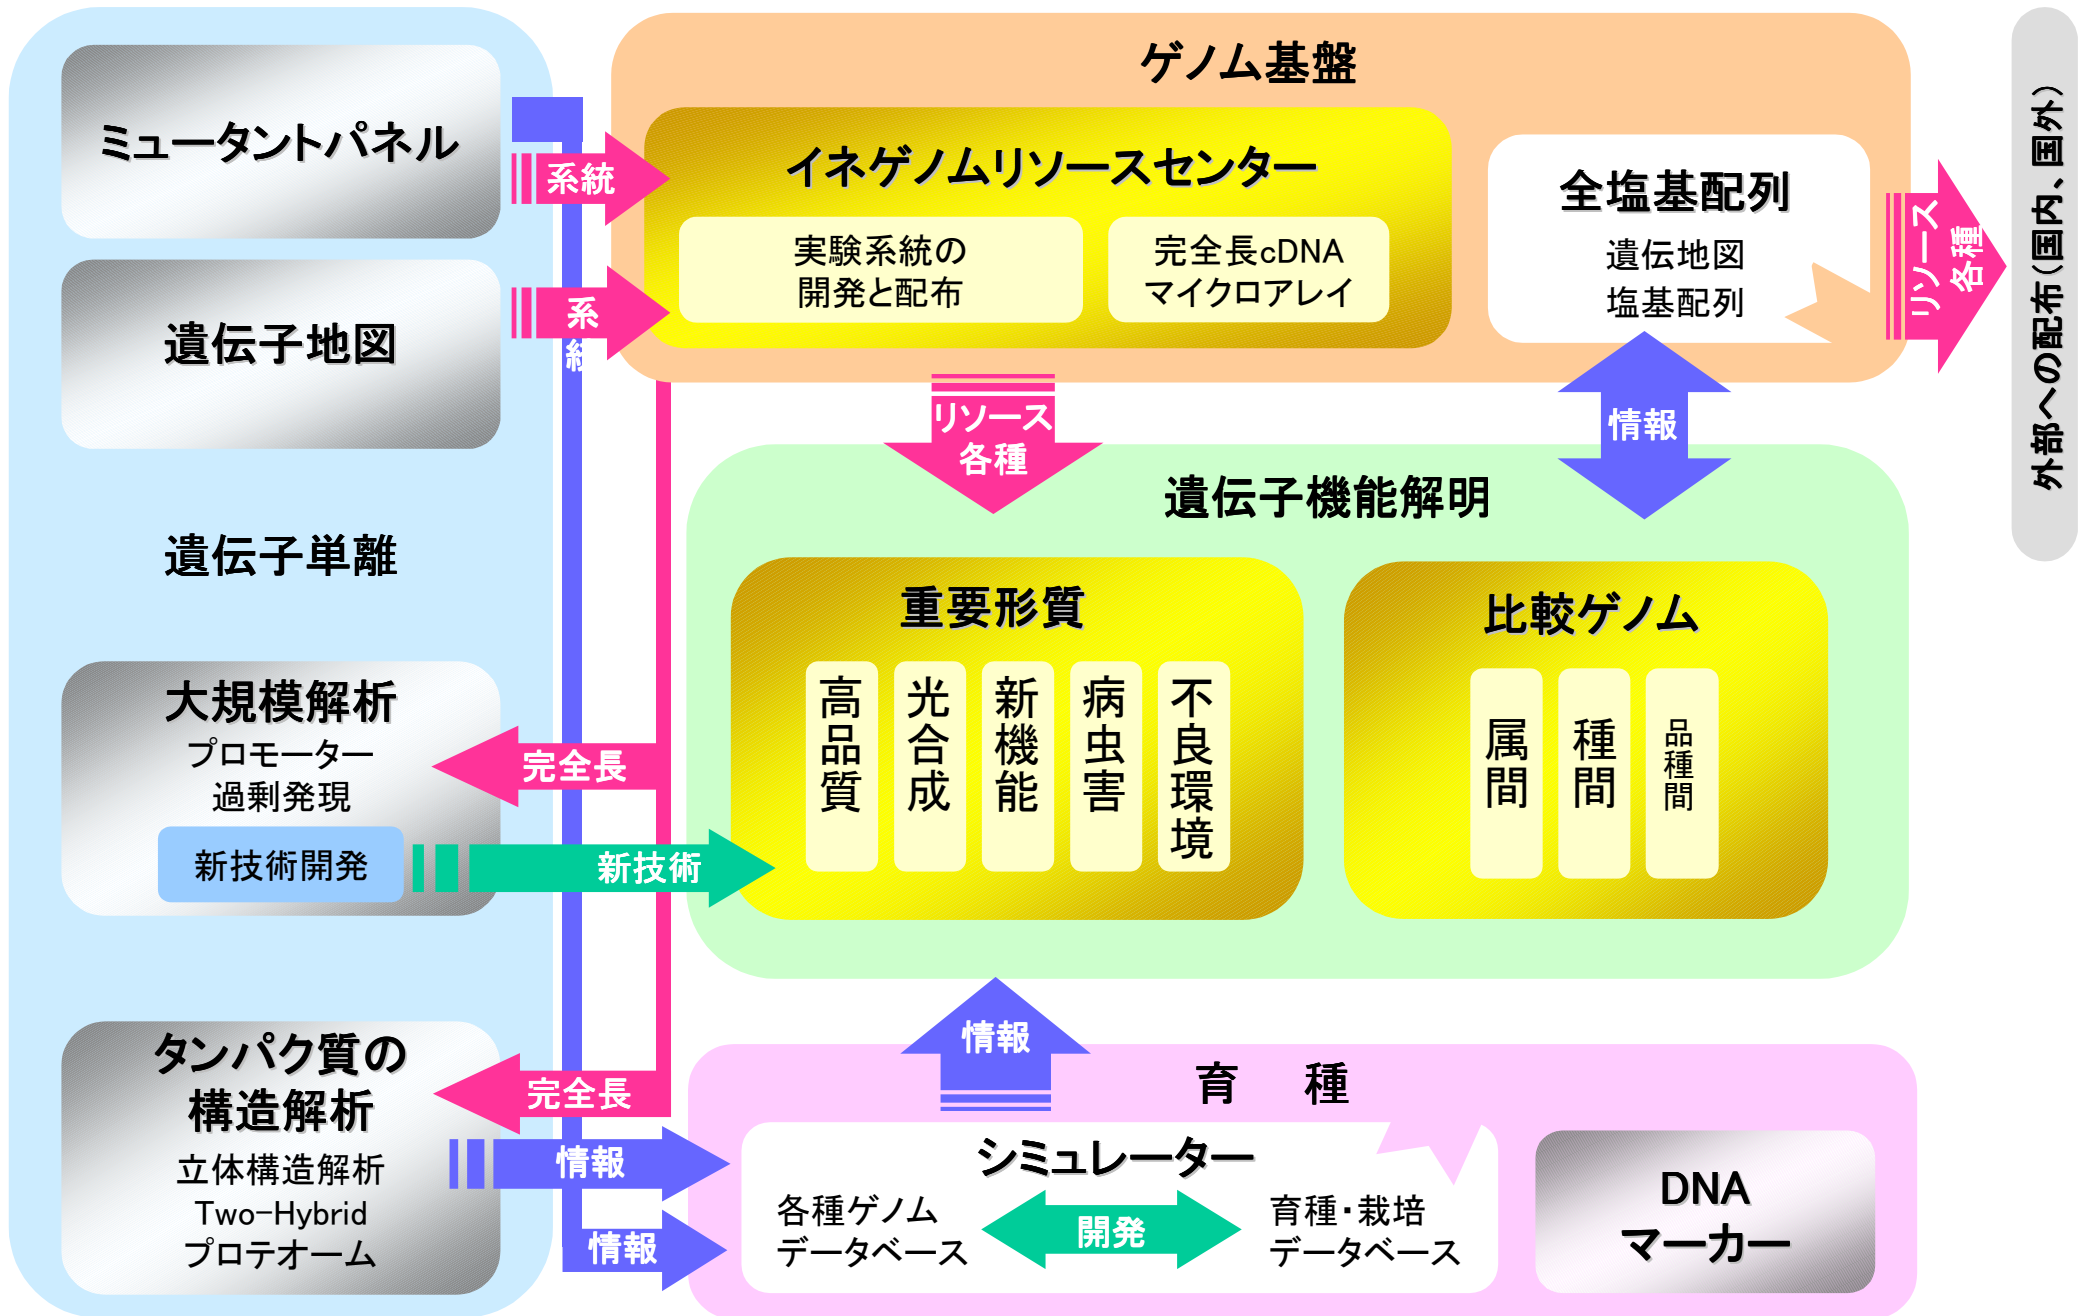 ミュータントパネル
遺伝子地図
遺伝子単離
大規模解析
プロモーター
過剰発現
新技術開発
タンパク質の
構造解析
立体構造解析
Two-Hybrid
プロテオーム
系統
系
統
完全長
新技術
完全長
情報
情報
ゲノム基盤
イネゲノムリソースセンター
実験系統の
開発と配布
完全長cDNA
マイクロアレイ
全塩基配列
遺伝地図
塩基配列
リソース
各種
外部への配布(国内、国外)
リソース
各種
情報
遺伝子機能解明
重要形質
高品質
光合成
新機能
病虫害
不良環境
比較ゲノム
属間
種間
品種間
情報
育 種
シミュレーター
各種ゲノム
データベース
開発
育種・栽培
データベース
DNA
マーカー